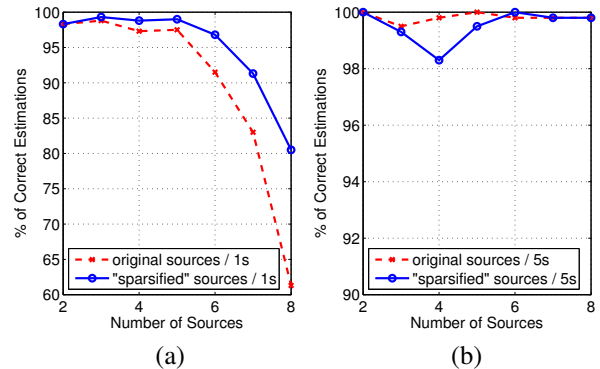 100
95
90
85
80
75
70
65
60
% of Correct Estimations
original sources / 1s
"sparsified" sources / 1s
2 4 6 8
Number of Sources
(a)
100
98
96
94
92
90
% of Correct Estimations
original sources / 5s
"sparsified" sources / 5s
2 4 6 8
Number of Sources
(b)